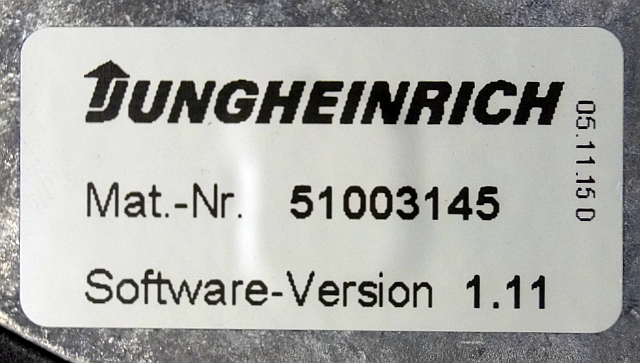 JUNGHEINRICH
Mat.-Nr. 51003145
Software-Version 1.11
05.11.15 0